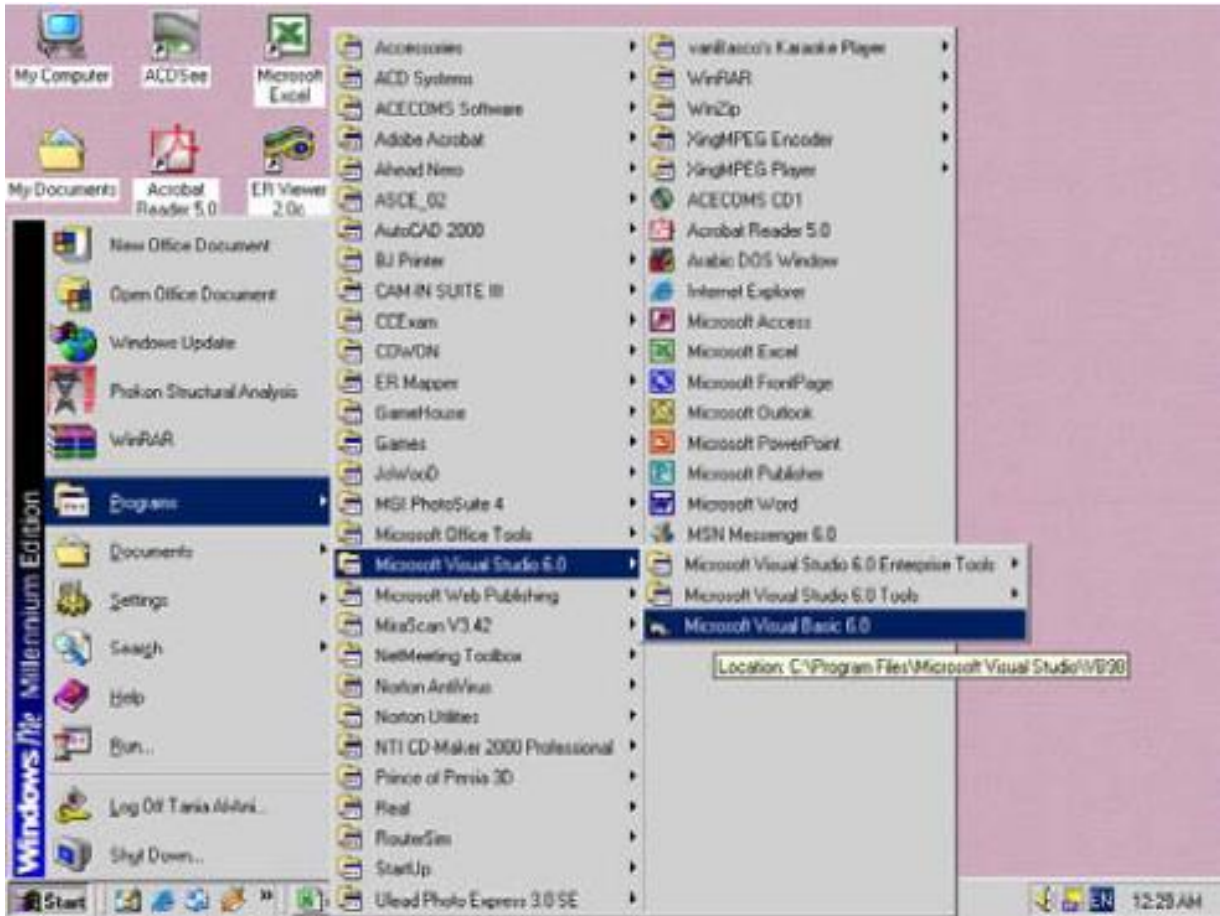 My Computer
ACDSee
Microsoft
Excel
My Documents
Acrobat
Reader 5.0
ER Viewer
2.0c
New Office Document
Open Office Document
Windows Update
Prokon Structural Analysis
WinRAR
Programs
Documents
Settings
Search
Help
Run...
Log Off Tania Al-Ani...
Shut Down...
Windows Me Millennium Edition
Accessories
ACD Systems
ACECOMS Software
Adobe Acrobat
Ahead Nero
ASCE_02
AutoCAD 2000
BJ Printer
CAM-IN SUITE III
CCExam
COWON
ER Mapper
GameHouse
Games
JoWooD
MGI PhotoSuite 4
Microsoft Office Tools
Microsoft Visual Studio 6.0
Microsoft Web Publishing
MiraScan V3.42
NetMeeting Toolbox
Norton AntiVirus
Norton Utilities
NTI CD-Maker 2000 Professional
Prince of Persia 3D
Real
RouterSim
StartUp
Ulead Photo Express 3.0 SE
vanBasco's Karaoke Player
WinRAR
WinZip
XingMPEG Encoder
XingMPEG Player
ACECOMS CD1
Acrobat Reader 5.0
Arabic DOS Window
Internet Explorer
Microsoft Access
Microsoft Excel
Microsoft FrontPage
Microsoft Outlook
Microsoft PowerPoint
Microsoft Publisher
Microsoft Word
MSN Messenger 6.0
Microsoft Visual Studio 6.0 Enterprise Tools
Microsoft Visual Studio 6.0 Tools
Microsoft Visual Basic 6.0
Location: C:\Program Files\Microsoft Visual Studio\VB98
Start
»
EN
12:29 AM